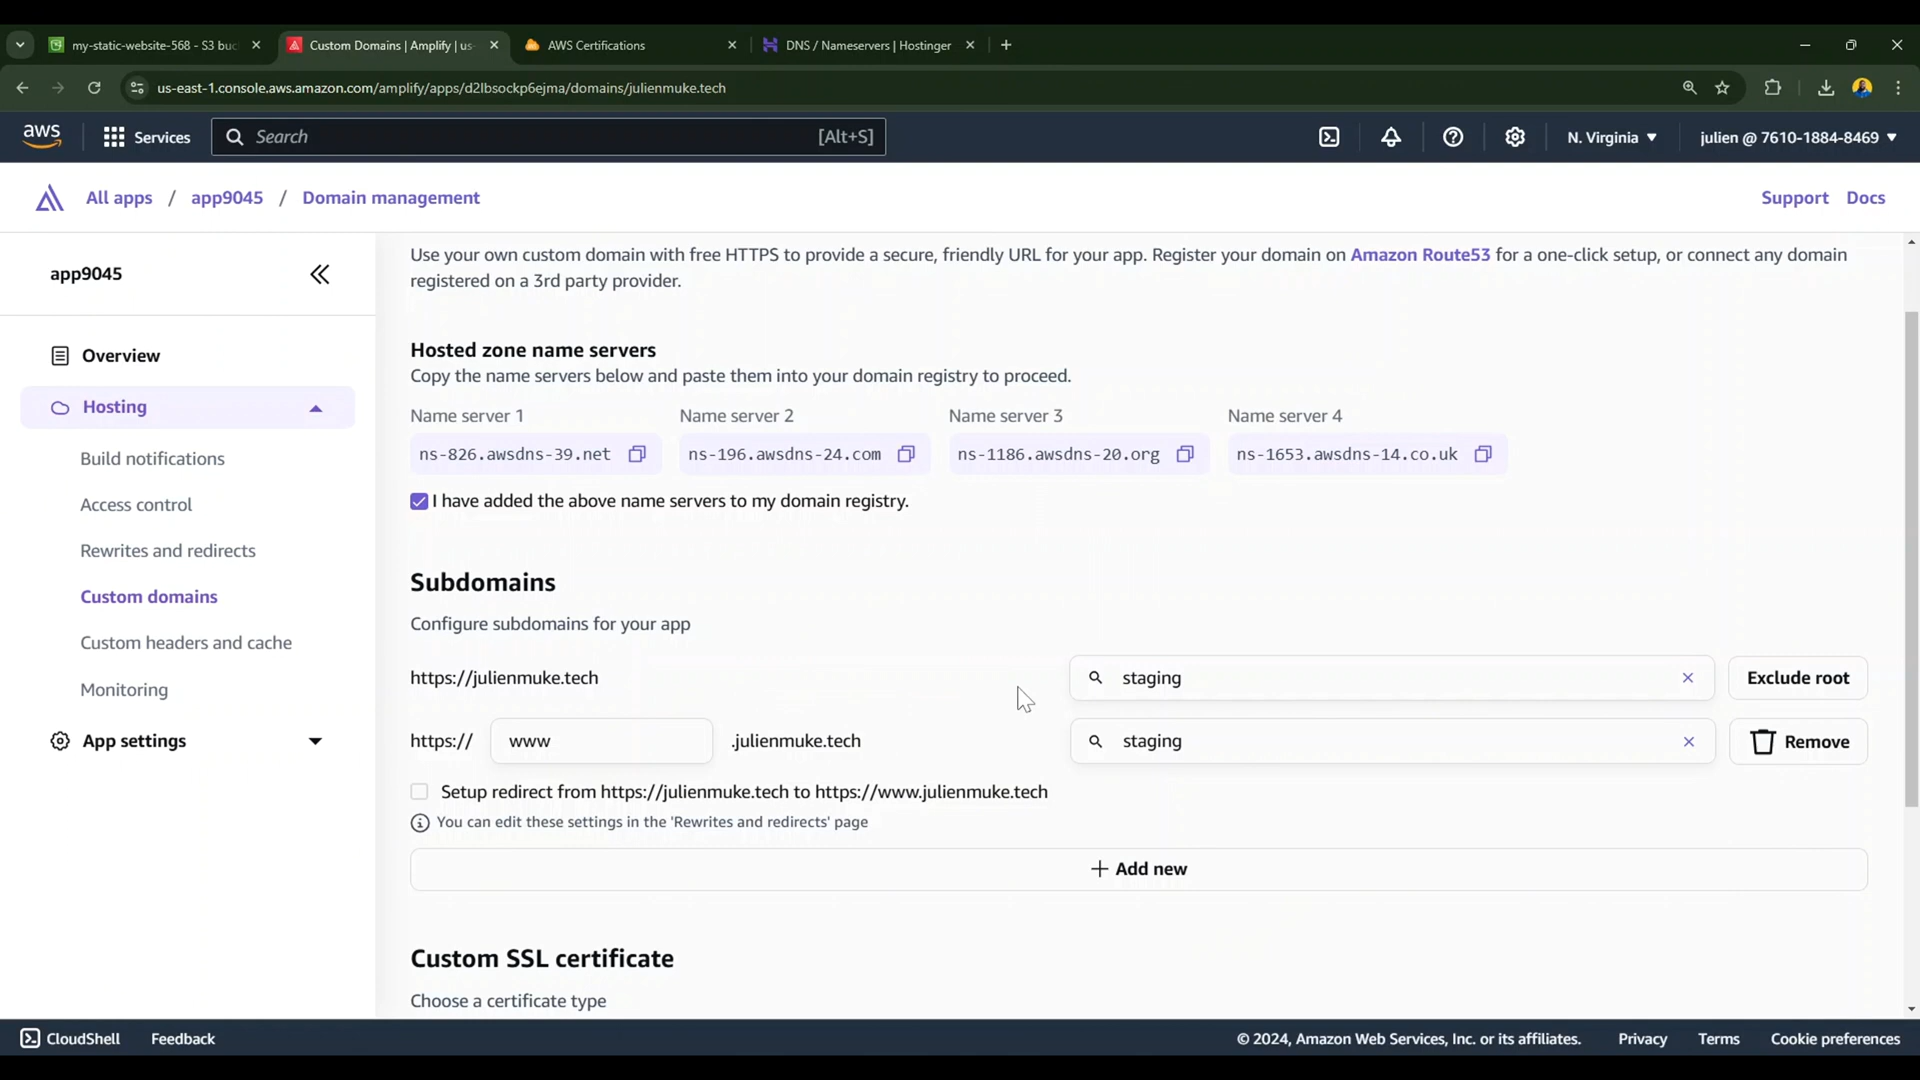 my-static-website-568 - S3 buc
Custom Domains | Amplify | us-
AWS Certifications
DNS / Nameservers | Hostinger
us-east-1.console.aws.amazon.com/amplify/apps/d2lbsockp6ejma/domains/julienmuke.tech
aws
Services
Search
[Alt+S]
N. Virginia
julien @ 7610-1884-8469
All apps / app9045 / Domain management
Support
Docs
app9045
Overview
Hosting
Build notifications
Access control
Rewrites and redirects
Custom domains
Custom headers and cache
Monitoring
App settings
Use your own custom domain with free HTTPS to provide a secure, friendly URL for your app. Register your domain on Amazon Route53 for a one-click setup, or connect any domain
registered on a 3rd party provider.
Hosted zone name servers
Copy the name servers below and paste them into your domain registry to proceed.
Name server 1
Name server 2
Name server 3
Name server 4
ns-826.awsdns-39.net
ns-196.awsdns-24.com
ns-1186.awsdns-20.org
ns-1653.awsdns-14.co.uk
I have added the above name servers to my domain registry.
Subdomains
Configure subdomains for your app
https://julienmuke.tech
staging
Exclude root
https://
www
.julienmuke.tech
staging
Remove
Setup redirect from https://julienmuke.tech to https://www.julienmuke.tech
You can edit these settings in the 'Rewrites and redirects' page
Add new
Custom SSL certificate
Choose a certificate type
CloudShell
Feedback
© 2024, Amazon Web Services, Inc. or its affiliates.
Privacy
Terms
Cookie preferences